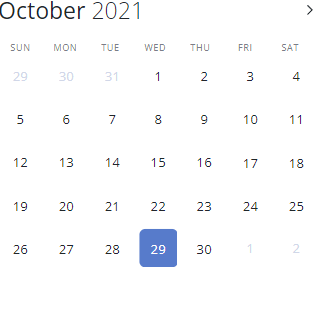 October 2021 >
SUN MON TUE WED THU FRI SAT
29 30 31 1 2 3 4
5 6 7 8 9 10 11
12 13 14 15 16 17 18
19 20 21 22 23 24 25
26 27 28 29 30 1 2